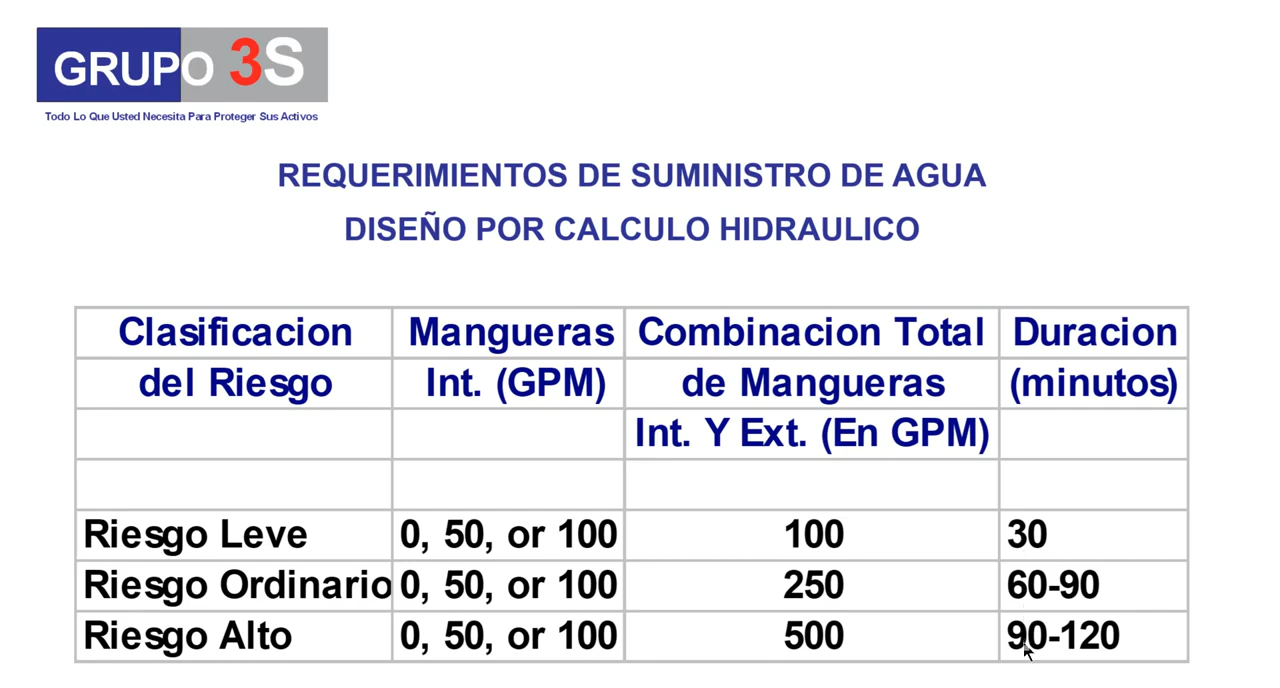 GRUPO 3S
Todo Lo Que Usted Necesita Para Proteger Sus Activos
REQUERIMIENTOS DE SUMINISTRO DE AGUA
DISEÑO POR CALCULO HIDRAULICO
Clasificacion Mangueras Combinacion Total Duracion
del Riesgo Int. (GPM) de Mangueras (minutos)
Int. Y Ext. (En GPM)
Riesgo Leve 0, 50, or 100 100 30
Riesgo Ordinario 0, 50, or 100 250 60-90
Riesgo Alto 0, 50, or 100 500 90-120